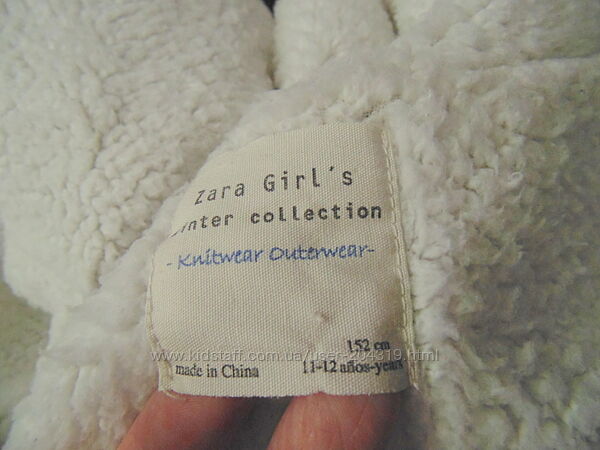 Zara Girl's
winter collection
- Knitwear Outerwear-
152 cm
www.kidstaff.com.ua/user-204319.html
made in China 11-12 años-years